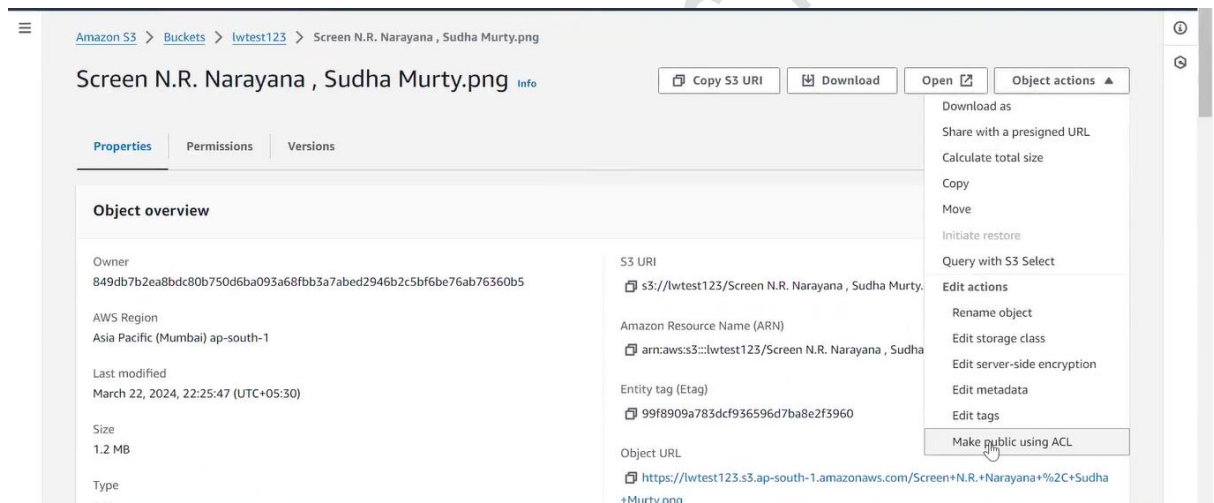 Amazon S3 > Buckets > lwtest123 > Screen N.R. Narayana , Sudha Murty.png
Screen N.R. Narayana , Sudha Murty.png Info
Copy S3 URI Download Open Object actions ▲
Download as
Share with a presigned URL
Calculate total size
Copy
Move
Initiate restore
Query with S3 Select
Edit actions
Rename object
Edit storage class
Edit server-side encryption
Edit metadata
Edit tags
Make public using ACL
Properties Permissions Versions
Object overview
Owner
849db7b2ea8bdc80b750d6ba093a68fbb3a7abed2946b2c5bf6be76ab76360b5
AWS Region
Asia Pacific (Mumbai) ap-south-1
Last modified
March 22, 2024, 22:25:47 (UTC+05:30)
Size
1.2 MB
Type
S3 URI
s3://lwtest123/Screen N.R. Narayana , Sudha Murty.
Amazon Resource Name (ARN)
arn:aws:s3:::lwtest123/Screen N.R. Narayana , Sudha
Entity tag (Etag)
99f8909a783dcf936596d7ba8e2f3960
Object URL
https://lwtest123.s3.ap-south-1.amazonaws.com/Screen+N.R.+Narayana+%2C+Sudha
+Murty.png